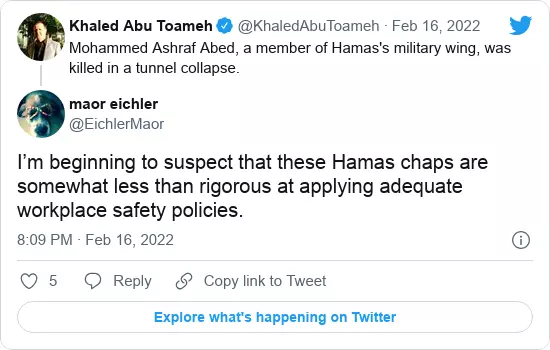 Khaled Abu Toameh @KhaledAbuToameh · Feb 16, 2022
Mohammed Ashraf Abed, a member of Hamas's military wing, was
killed in a tunnel collapse.
maor eichler
@EichlerMaor
I’m beginning to suspect that these Hamas chaps are
somewhat less than rigorous at applying adequate
workplace safety policies.
8:09 PM · Feb 16, 2022
5 Reply Copy link to Tweet
Explore what's happening on Twitter